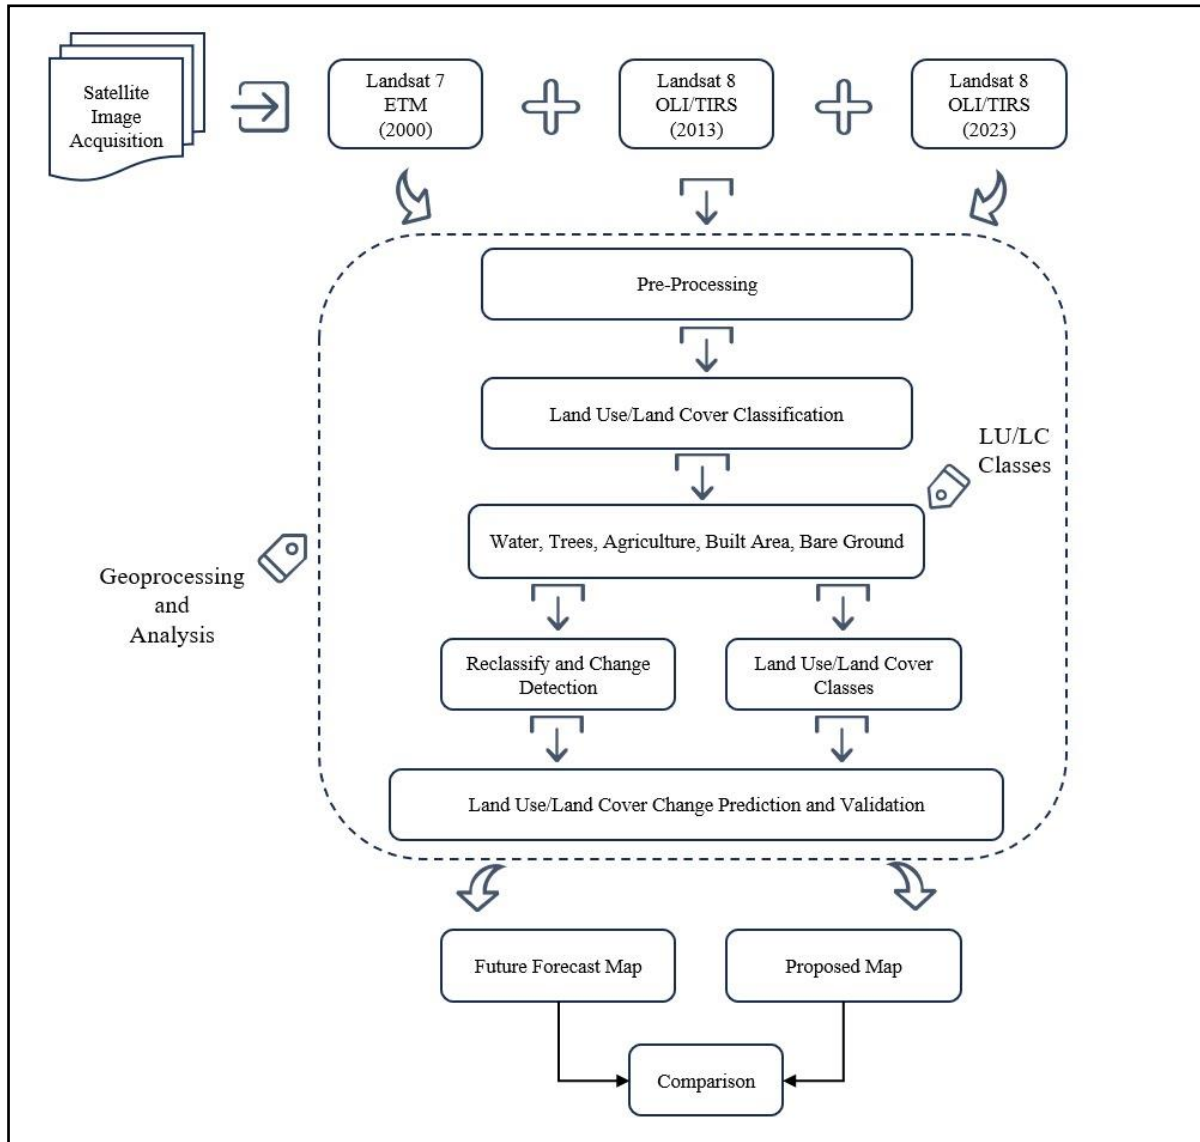 Satellite
Image
Acquisition
Landsat 7
ETM
(2000)
Landsat 8
OLI/TIRS
(2013)
Landsat 8
OLI/TIRS
(2023)
Pre-Processing
Land Use/Land Cover Classification
LU/LC
Classes
Water, Trees, Agriculture, Built Area, Bare Ground
Geoprocessing
and
Analysis
Reclassify and Change
Detection
Land Use/Land Cover
Classes
Land Use/Land Cover Change Prediction and Validation
Future Forecast Map
Proposed Map
Comparison